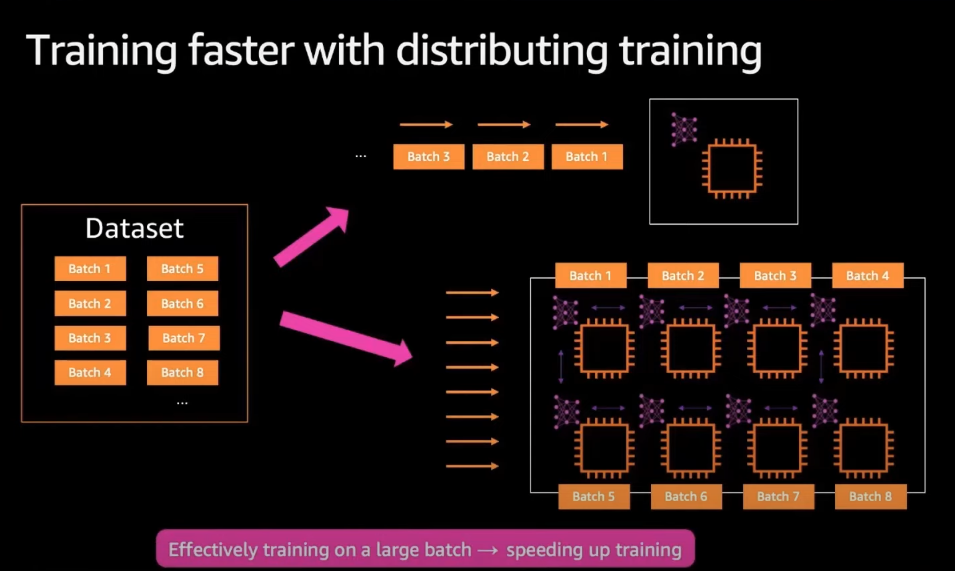 Training faster with distributing training
... Batch 3 Batch 2 Batch 1
Dataset
Batch 1 Batch 5
Batch 2 Batch 6
Batch 3 Batch 7
Batch 4 Batch 8
...
Batch 1 Batch 2 Batch 3 Batch 4
Batch 5 Batch 6 Batch 7 Batch 8
Effectively training on a large batch → speeding up training